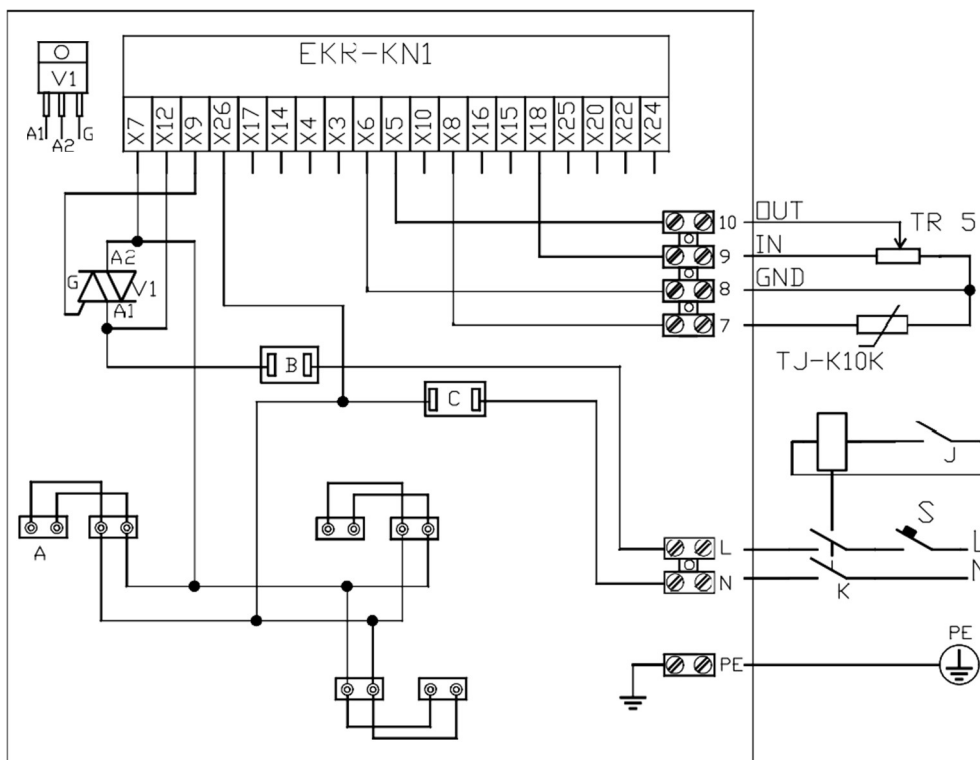 EKR-KN1
V1
A1 A2 G
X7 X12 X9 X26 X17 X14 X4 X3 X6 X5 X10 X8 X16 X15 X18 X25 X20 X22 X24
10 OUT TR 5
9 IN
8 GND
7
TJ-K10K
A2
G V1
A1
B
C
J
S
A
L L
N K N
PE PE